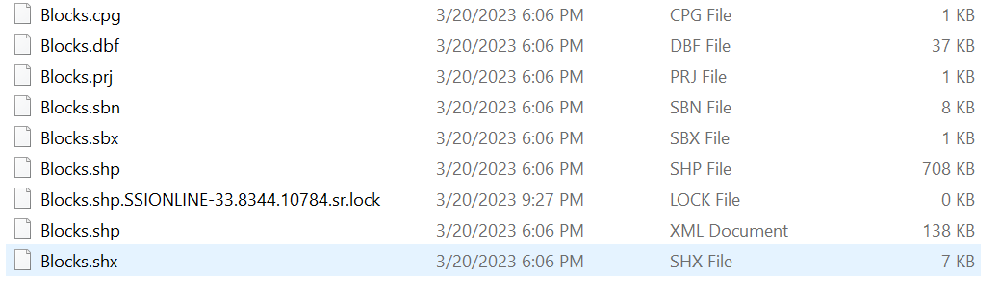 Blocks.cpg 3/20/2023 6:06 PM CPG File 1 KB
Blocks.dbf 3/20/2023 6:06 PM DBF File 37 KB
Blocks.prj 3/20/2023 6:06 PM PRJ File 1 KB
Blocks.sbn 3/20/2023 6:06 PM SBN File 8 KB
Blocks.sbx 3/20/2023 6:06 PM SBX File 1 KB
Blocks.shp 3/20/2023 6:06 PM SHP File 708 KB
Blocks.shp.SSIONLINE-33.8344.10784.sr.lock 3/20/2023 9:27 PM LOCK File 0 KB
Blocks.shp 3/20/2023 6:06 PM XML Document 138 KB
Blocks.shx 3/20/2023 6:06 PM SHX File 7 KB